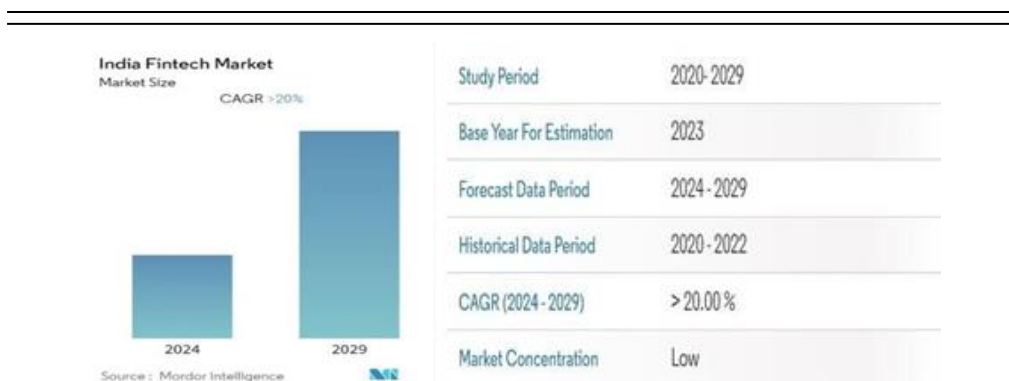 India Fintech Market
Market Size
CAGR >20%
2024
2029
Source : Mordor Intelligence
Study Period 2020-2029
Base Year For Estimation 2023
Forecast Data Period 2024-2029
Historical Data Period 2020-2022
CAGR (2024-2029) > 20.00 %
Market Concentration Low